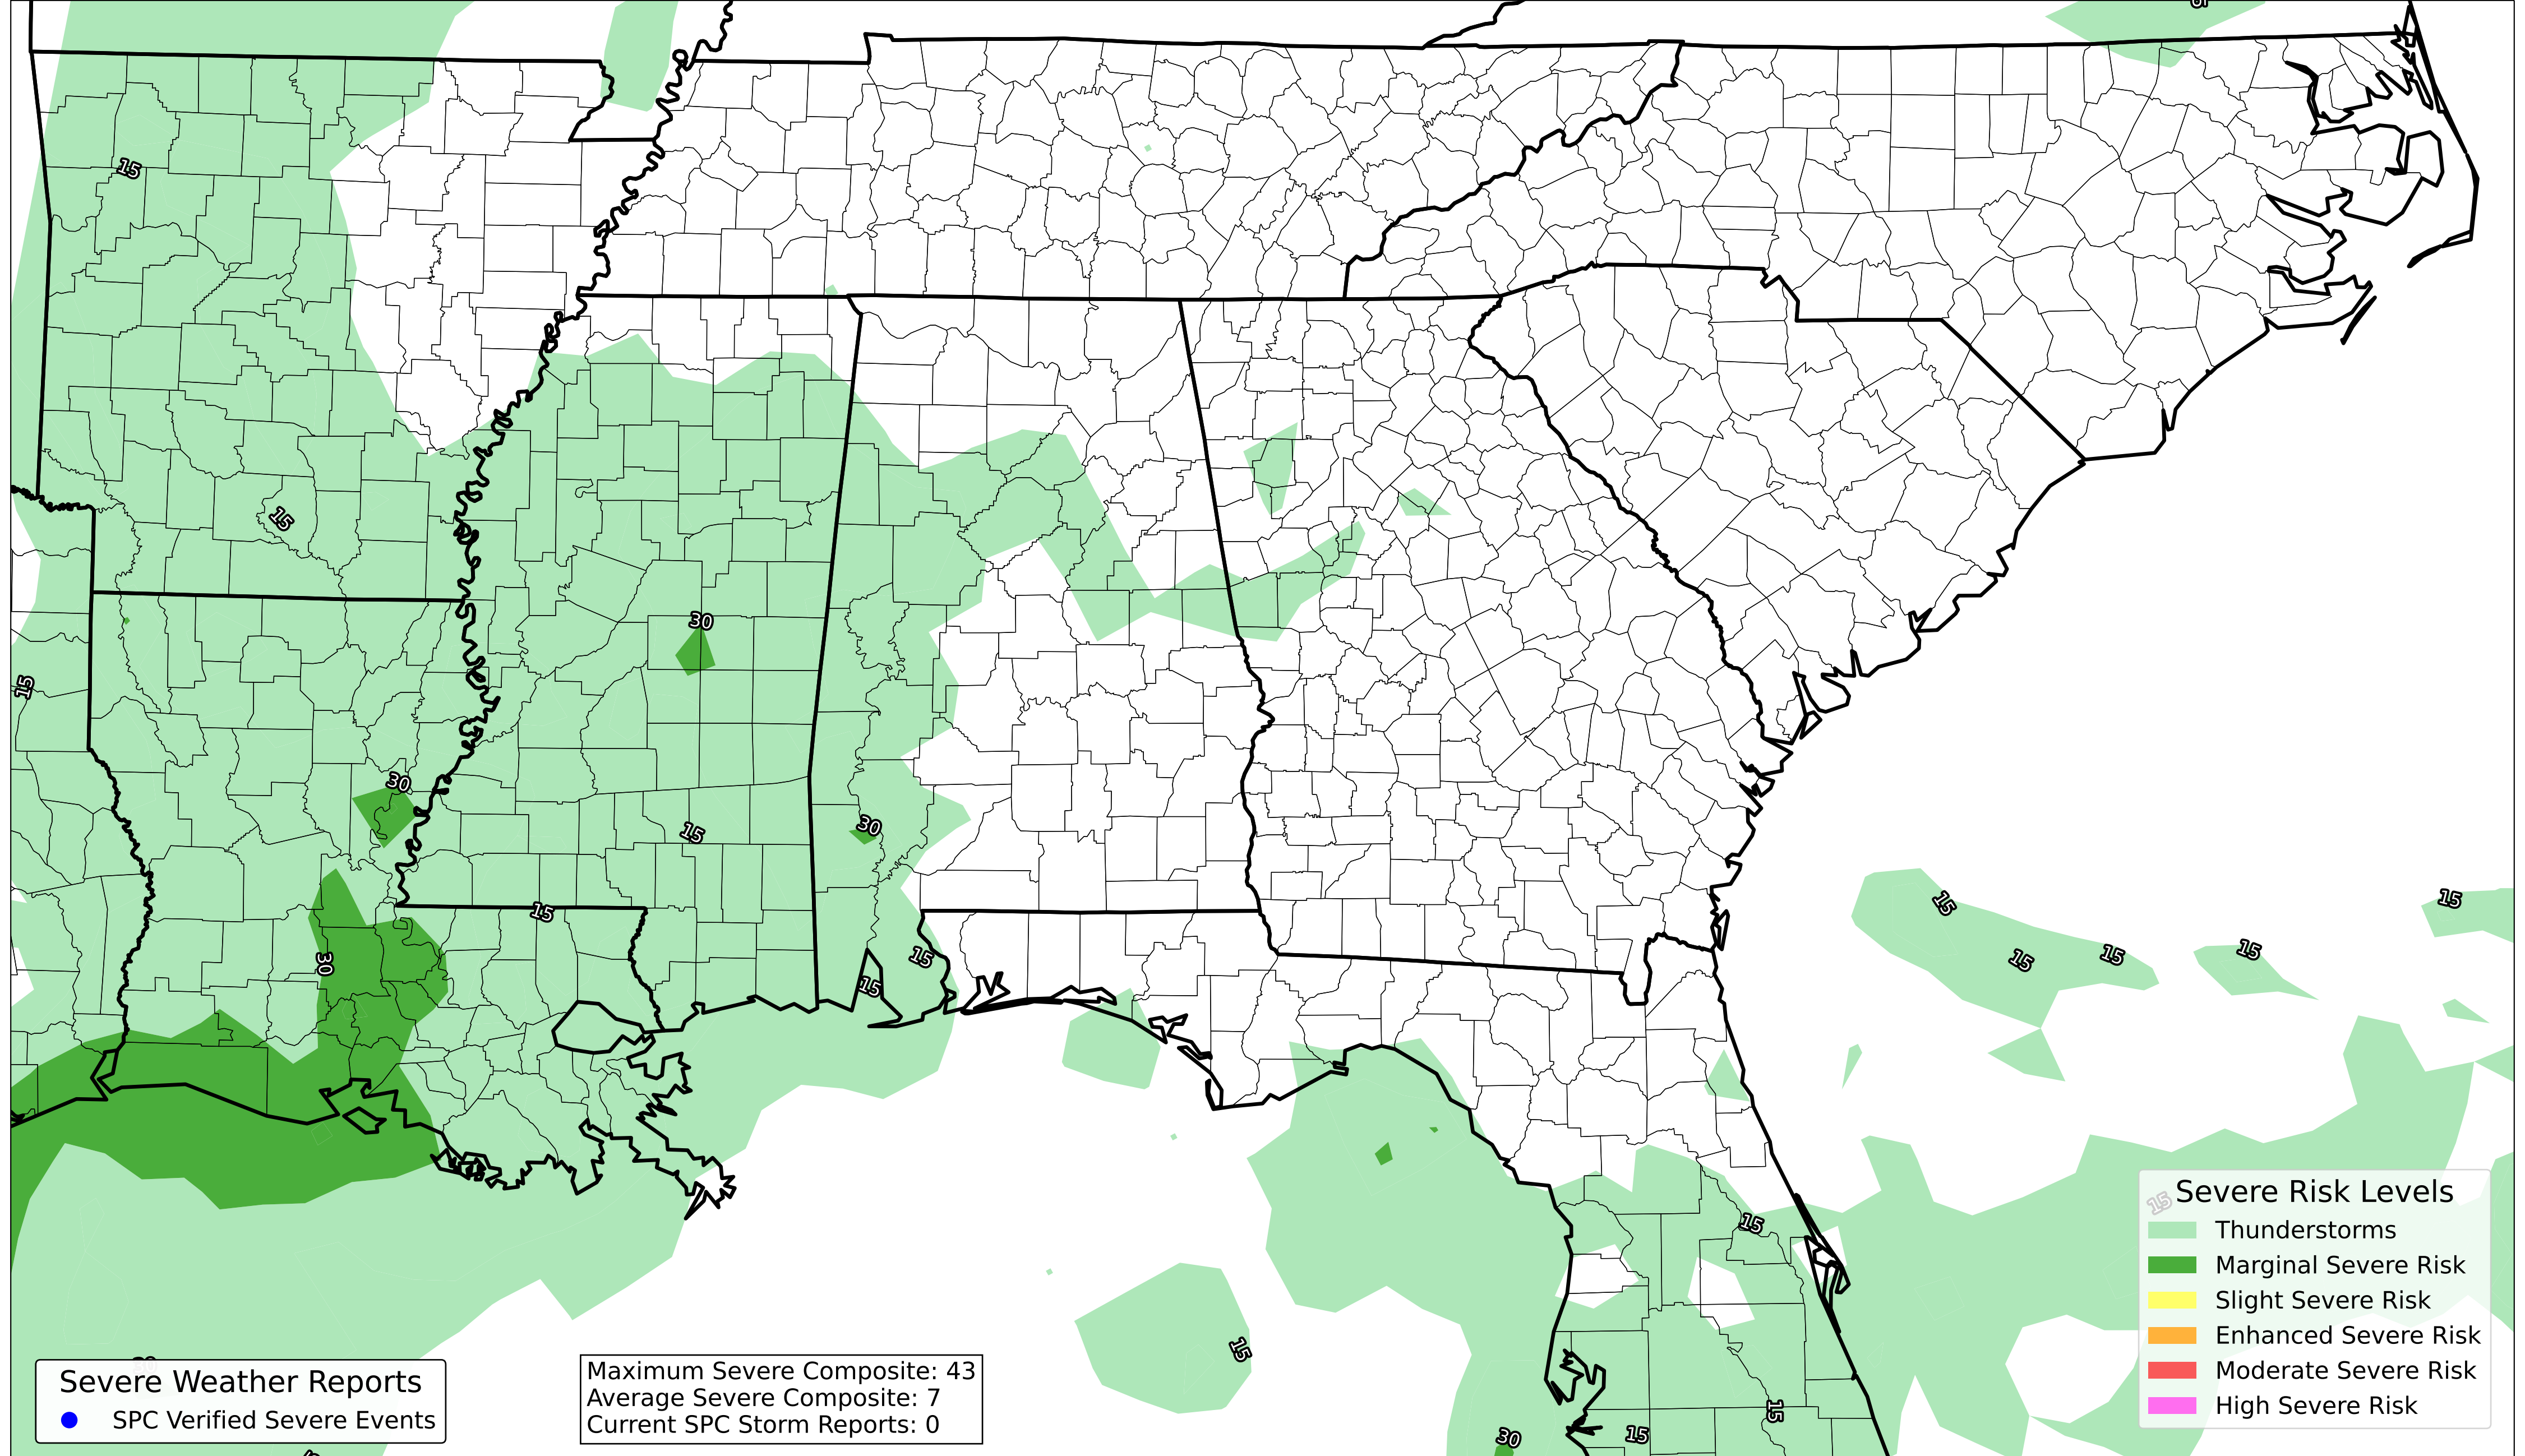 15
15
30
15
30
30
15
15
30
15
15
15
15
15
15
15
15
15
15
30
15
15
30
Severe Risk Levels
Thunderstorms
Marginal Severe Risk
Slight Severe Risk
Enhanced Severe Risk
Moderate Severe Risk
High Severe Risk
Severe Weather Reports
SPC Verified Severe Events
Maximum Severe Composite: 43
Average Severe Composite: 7
Current SPC Storm Reports: 0